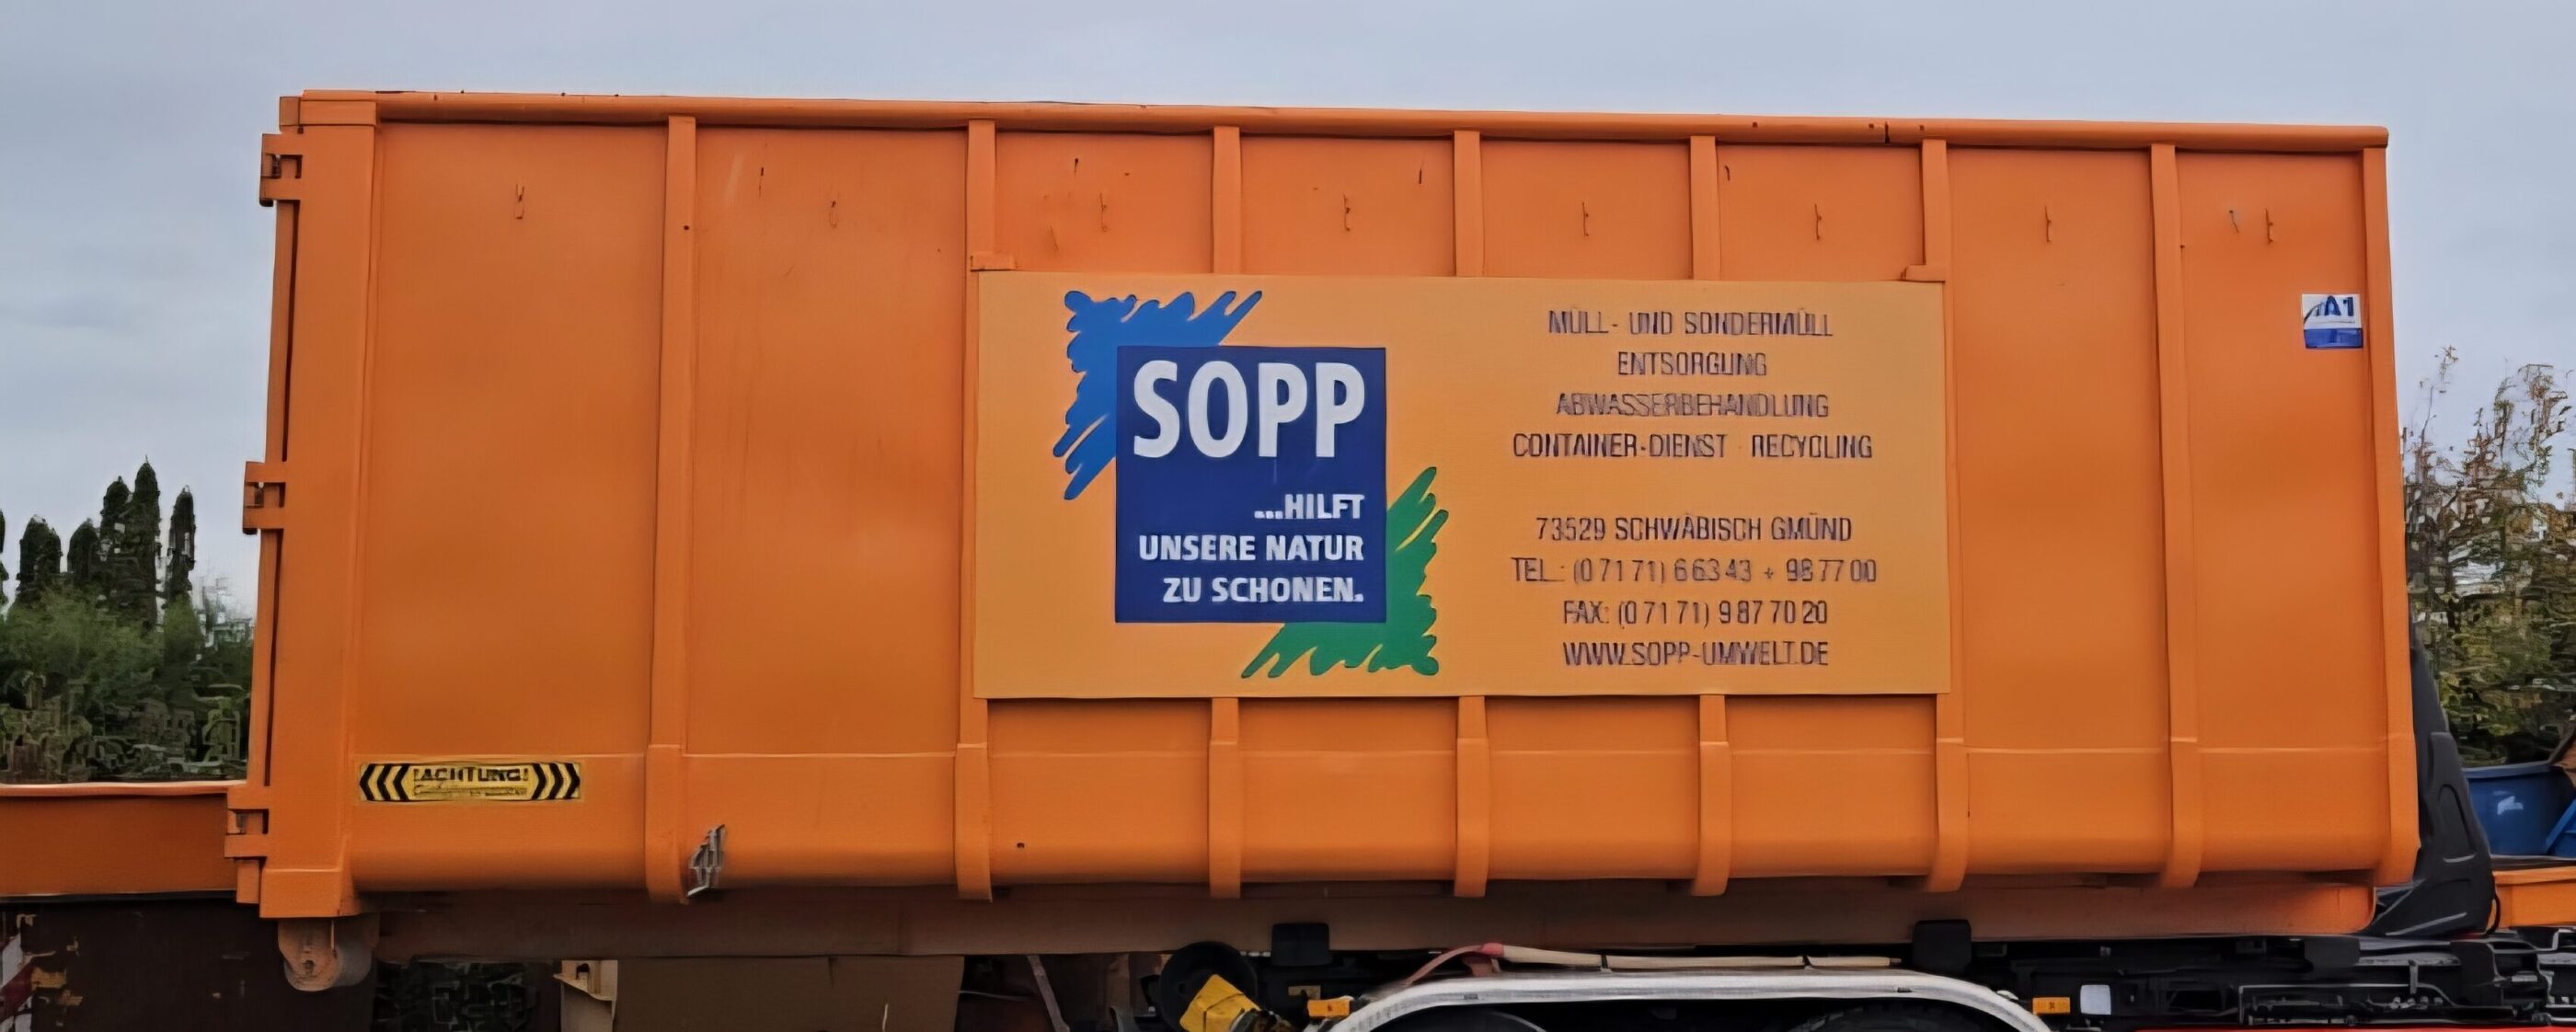 SOPP
...HILFT
UNSERE NATUR
ZU SCHONEN.
MÜLL- UND SONDERMÜLL
ENTSORGUNG
ABWASSERBEHANDLUNG
CONTAINER-DIENST · RECYCLING
73529 SCHWÄBISCH GMÜND
TEL.: (0 71 71) 6 63 43 + 98 77 00
FAX: (0 71 71) 9 87 70 20
WWW.SOPP-UMWELT.DE
A1
!ACHTUNG!